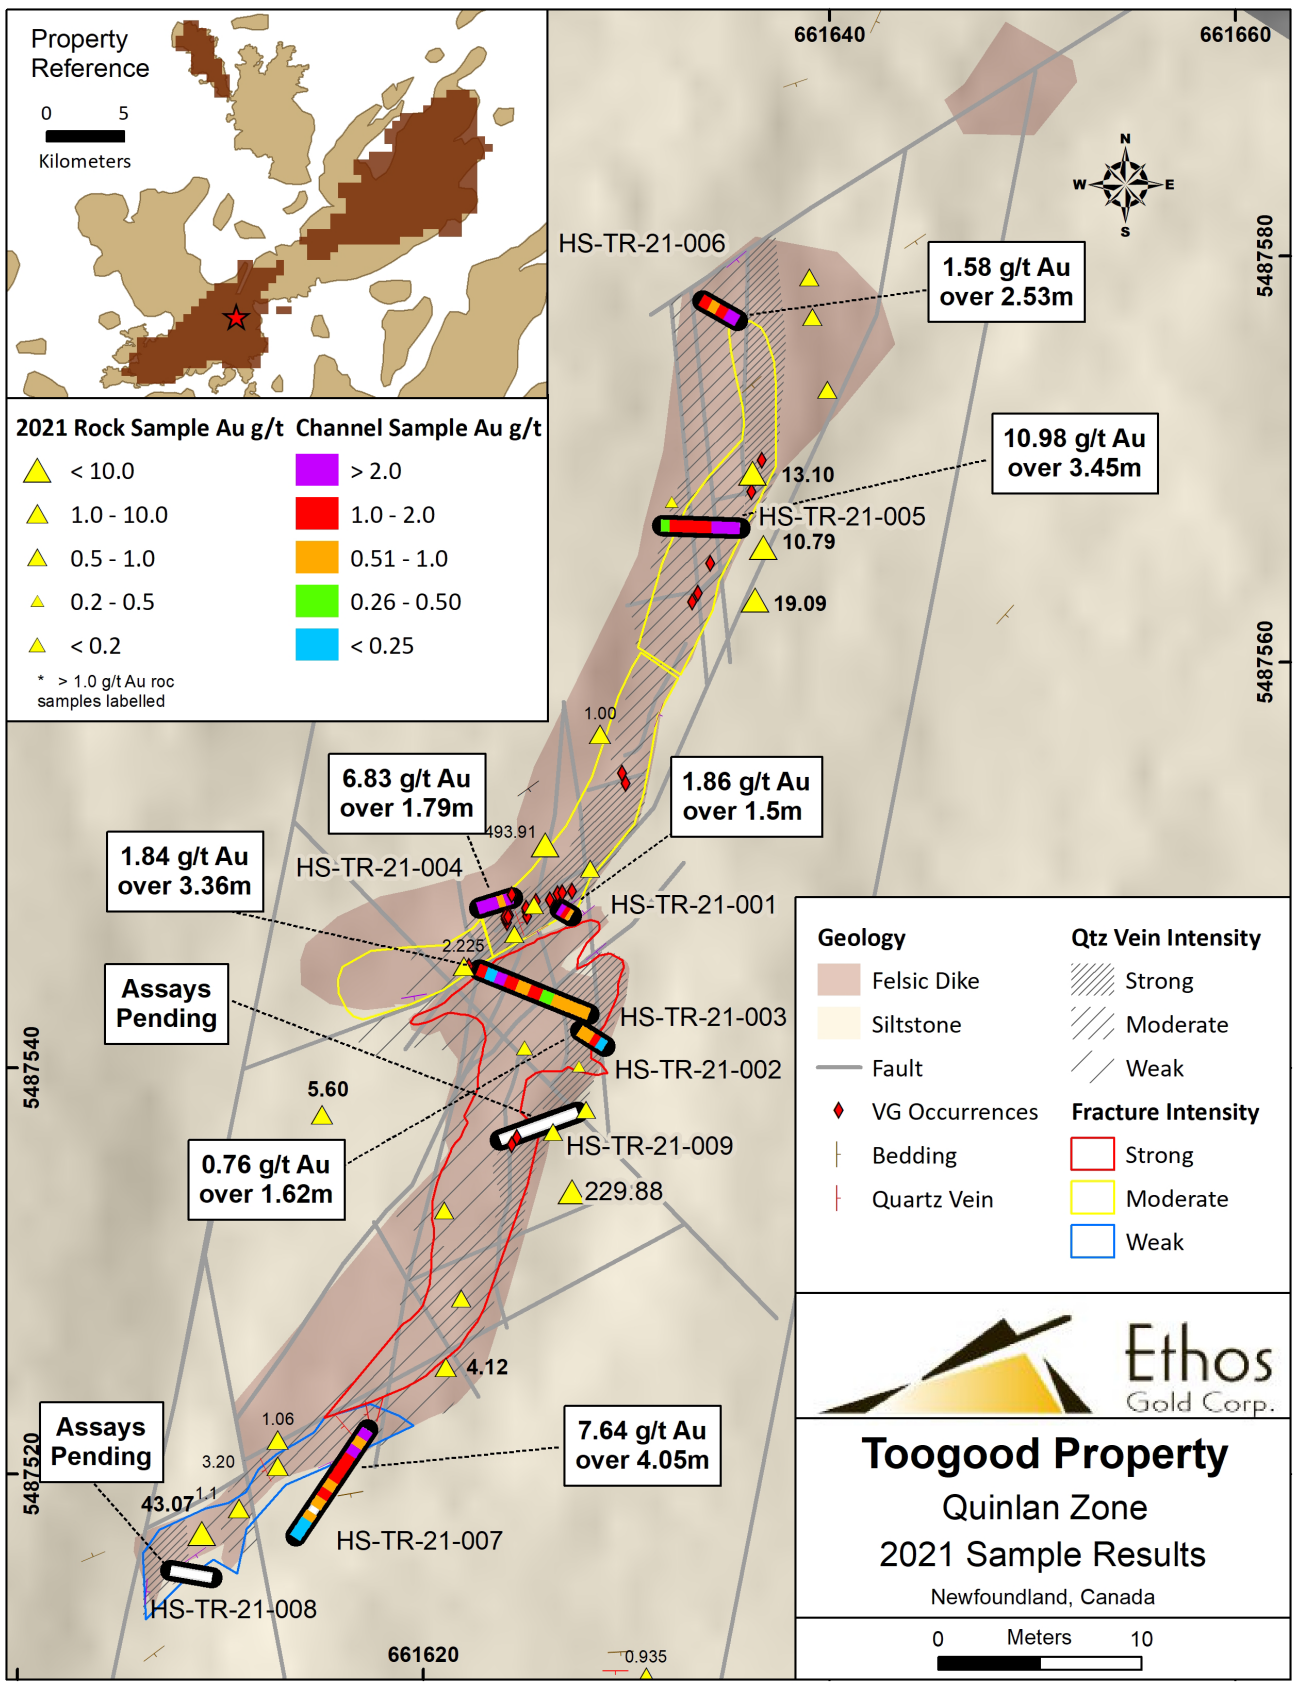 Property
Reference
0 5
Kilometers
661640
661660
N
W E
S
5487580
5487560
5487540
5487520
661620
2021 Rock Sample Au g/t
< 10.0
1.0 - 10.0
0.5 - 1.0
0.2 - 0.5
< 0.2
* > 1.0 g/t Au roc
samples labelled
Channel Sample Au g/t
> 2.0
1.0 - 2.0
0.51 - 1.0
0.26 - 0.50
< 0.25
HS-TR-21-006
1.58 g/t Au
over 2.53m
10.98 g/t Au
over 3.45m
13.10
HS-TR-21-005
10.79
19.09
1.00
6.83 g/t Au
over 1.79m
1.86 g/t Au
over 1.5m
493.91
1.84 g/t Au
over 3.36m
HS-TR-21-004
HS-TR-21-001
2.225
Assays
Pending
HS-TR-21-003
HS-TR-21-002
5.60
HS-TR-21-009
0.76 g/t Au
over 1.62m
229.88
4.12
Assays
Pending
1.06
3.20
1.1
43.07
7.64 g/t Au
over 4.05m
HS-TR-21-007
HS-TR-21-008
0.935
Geology
Felsic Dike
Siltstone
Fault
VG Occurrences
Bedding
Quartz Vein
Qtz Vein Intensity
Strong
Moderate
Weak
Fracture Intensity
Strong
Moderate
Weak
Ethos
Gold Corp.
Toogood Property
Quinlan Zone
2021 Sample Results
Newfoundland, Canada
0 Meters 10